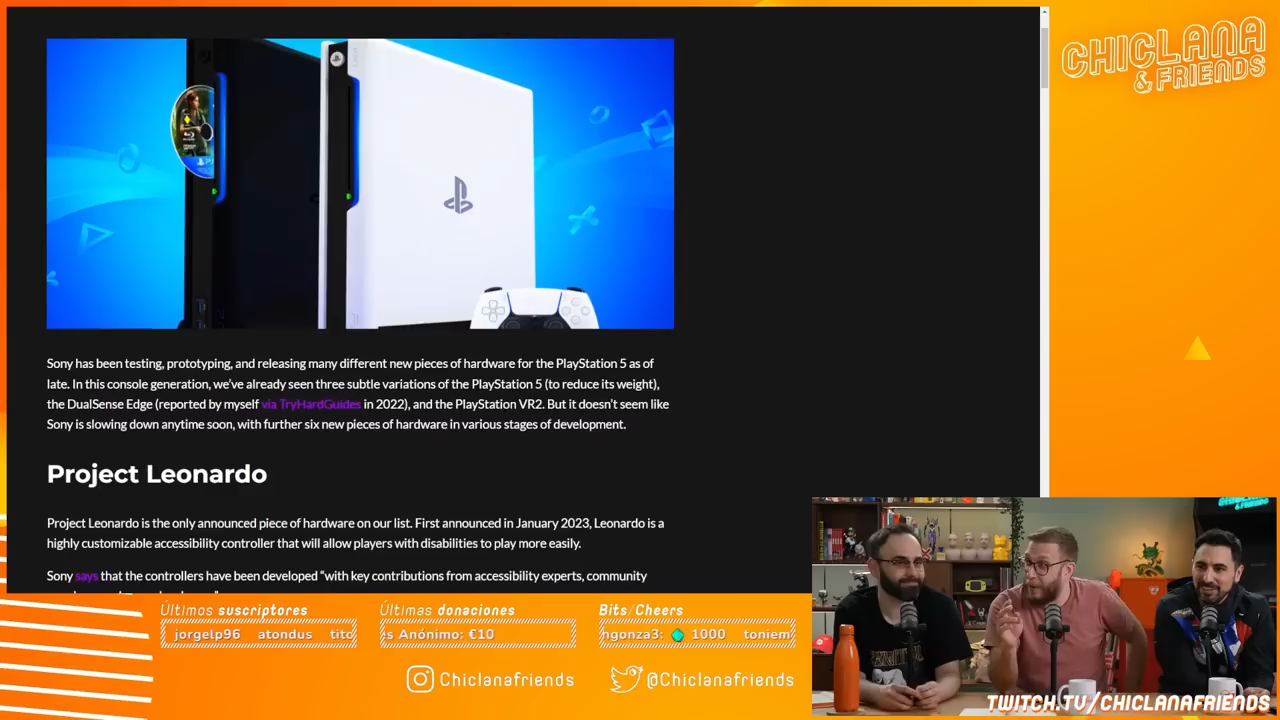 CHICLANA
& FRIENDS
Sony has been testing, prototyping, and releasing many different new pieces of hardware for the PlayStation 5 as of
late. In this console generation, we've already seen three subtle variations of the PlayStation 5 (to reduce its weight),
the DualSense Edge (reported by myself via TryHardGuides in 2022), and the PlayStation VR2. But it doesn't seem like
Sony is slowing down anytime soon, with further six new pieces of hardware in various stages of development.
Project Leonardo
Project Leonardo is the only announced piece of hardware on our list. First announced in January 2023, Leonardo is a
highly customizable accessibility controller that will allow players with disabilities to play more easily.
Sony says that the controllers have been developed “with key contributions from accessibility experts, community
Últimos suscriptores
jorgelp96 atondus tito
Últimas donaciones
s Anónimo: €10
Bits/Cheers
hgonza3: 1000 toniem
Chiclanafriends
@Chiclanafriends
TWITCH.TV/CHICLANAFRIENDS